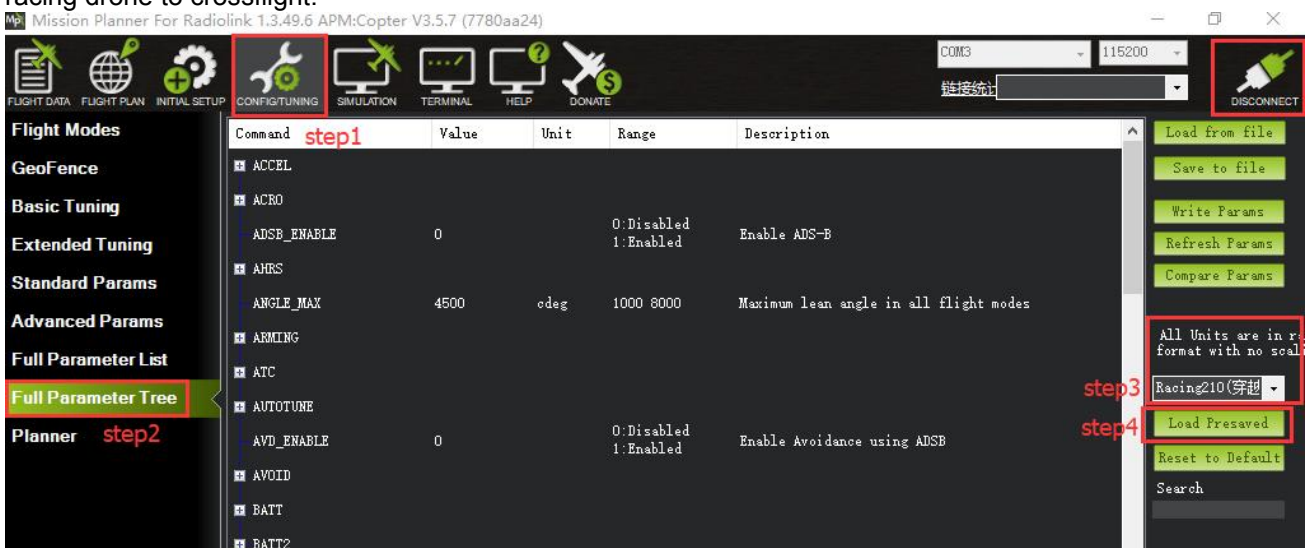 racing drone to crossflight.
Mission Planner For Radiolink 1.3.49.6 APM:Copter V3.5.7 (7780aa24)
FLIGHT DATA FLIGHT PLAN INITIAL SETUP CONFIG/TUNING SIMULATION TERMINAL HELP DONATE
COM3 115200
链接统计
DISCONNECT
Flight Modes
GeoFence
Basic Tuning
Extended Tuning
Standard Params
Advanced Params
Full Parameter List
Full Parameter Tree
Planner
step2
Command step1 Value Unit Range Description
ACCEL
ACRO
ADSB_ENABLE 0 0:Disabled Enable ADS-B
1:Enabled
AHRS
ANGLE_MAX 4500 cdeg 1000 8000 Maximum lean angle in all flight modes
ARMING
ATC
AUTOTUNE
AVD_ENABLE 0 0:Disabled Enable Avoidance using ADSB
1:Enabled
AVOID
BATT
BATT2
Load from file
Save to file
Write Params
Refresh Params
Compare Params
All Units are in r
format with no scali
step3 Racing210(穿越
step4 Load Presaved
Reset to Default
Search